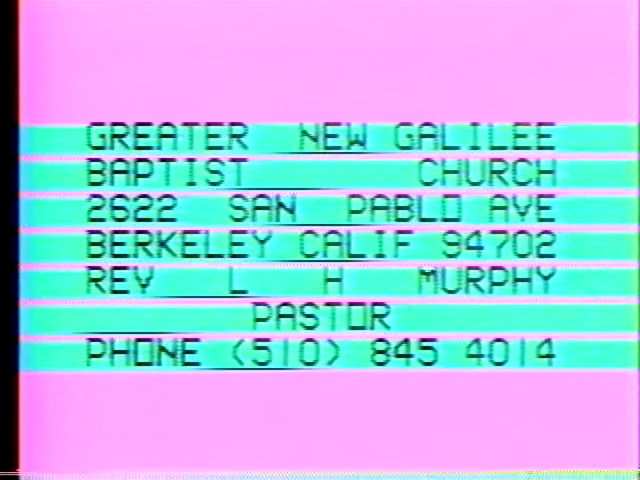 GREATER NEW GALILEE
BAPTIST CHURCH
2622 SAN PABLO AVE
BERKELEY CALIF 94702
REV L H MURPHY
PASTOR
PHONE (510) 845 4014